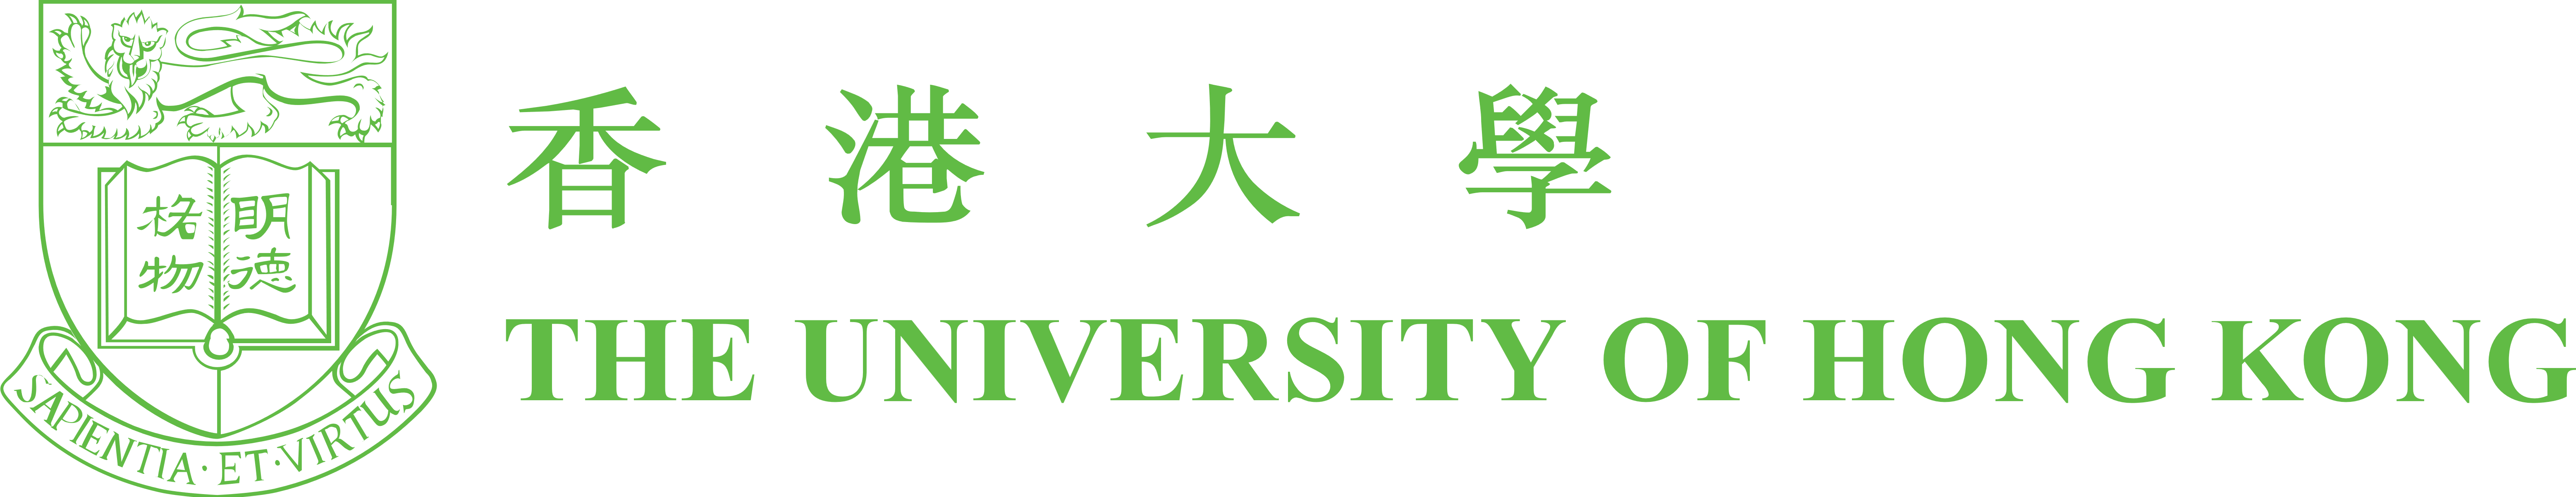 香港大學
THE UNIVERSITY OF HONG KONG
明德
格物
SAPIENTIA·ET·VIRTUS